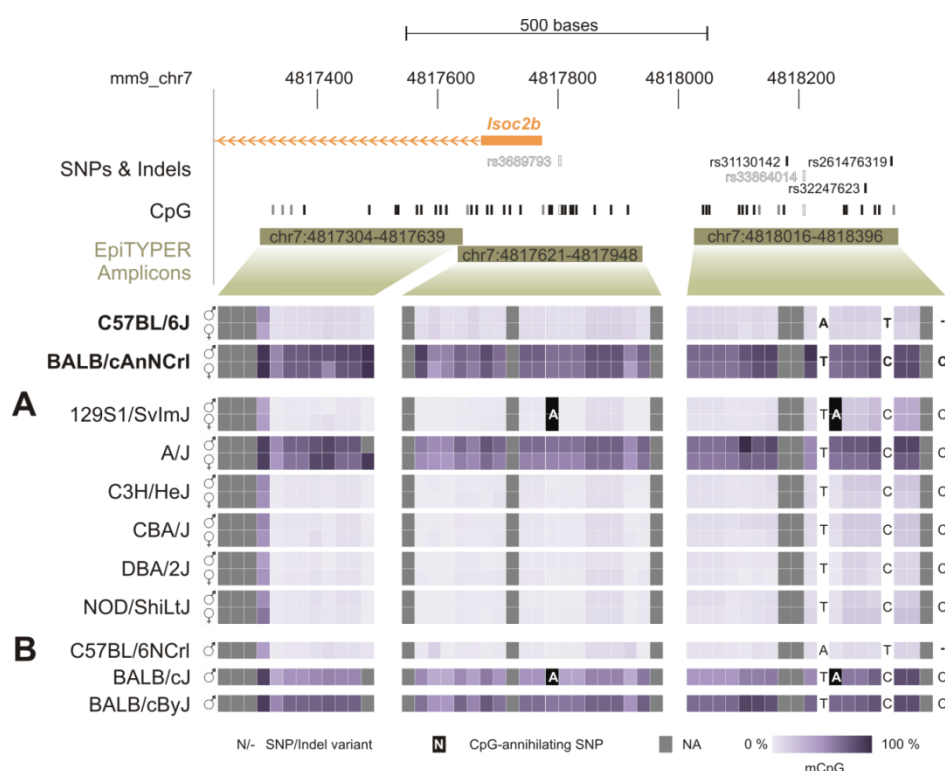 500 bases
mm9_chr7 4817400 4817600 4817800 4818000 4818200
Isoc2b
rs3689793
SNPs & Indels
rs31130142 rs261476319
rs33864014
rs32247623
CpG
EpiTYPER
Amplicons
chr7:4817304-4817639 chr7:4817621-4817948 chr7:4818016-4818396
C57BL/6J ♂ A T -
♀
BALB/cAnNCrl ♂ T C C
♀
A
129S1/SvImJ ♂ A T A C C
♀
A/J ♂ T C C
♀
C3H/HeJ ♂ T C C
♀
CBA/J ♂ T C C
♀
DBA/2J ♂ T C C
♀
NOD/ShiLtJ ♂ T C C
♀
B
C57BL/6NCrl ♂ A T -
BALB/cJ ♂ A T A C C
BALB/cByJ ♂ T C C
N/- SNP/Indel variant N CpG-annihilating SNP NA 0 % 100 %
mCpG